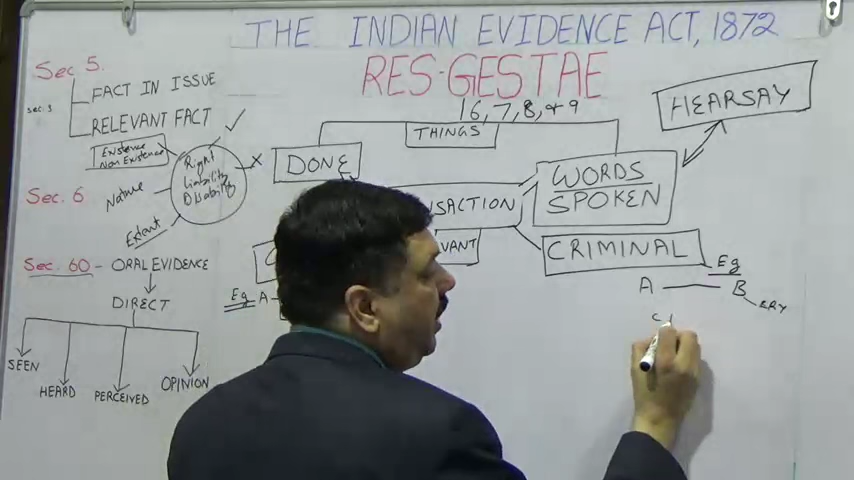 THE INDIAN EVIDENCE ACT, 1872
RES-GESTAE
Sec 5.
FACT IN ISSUE
Sec. 3
RELEVANT FACT
Existence
Non Existence
Nature
Extent
Right
Liability
Disability
Sec. 6
Sec. 60 - ORAL EVIDENCE
DIRECT
SEEN
HEARD
PERCEIVED
OPINION
16, 7, 8, & 9
THINGS
DONE
WORDS
SPOKEN
HEARSAY
CRIMINAL
Eg A
Eg
A — B